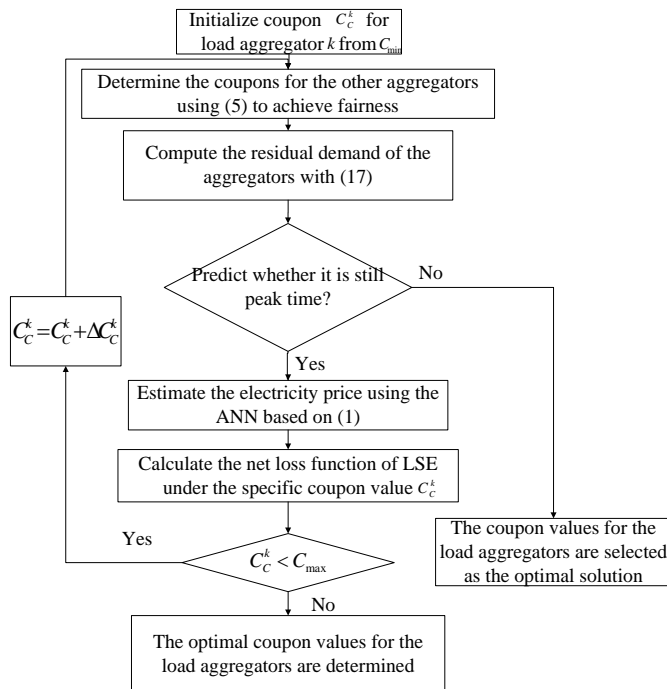 Initialize coupon C_C^k for
load aggregator k from C_min
Determine the coupons for the other aggregators
using (5) to achieve fairness
Compute the residual demand of the
aggregators with (17)
Predict whether it is still
peak time?
No
Yes
C_C^k=C_C^k+ΔC_C^k
Estimate the electricity price using the
ANN based on (1)
Calculate the net loss function of LSE
under the specific coupon value C_C^k
Yes
C_C^k < C_max
No
The coupon values for the
load aggregators are selected
as the optimal solution
The optimal coupon values for the
load aggregators are determined